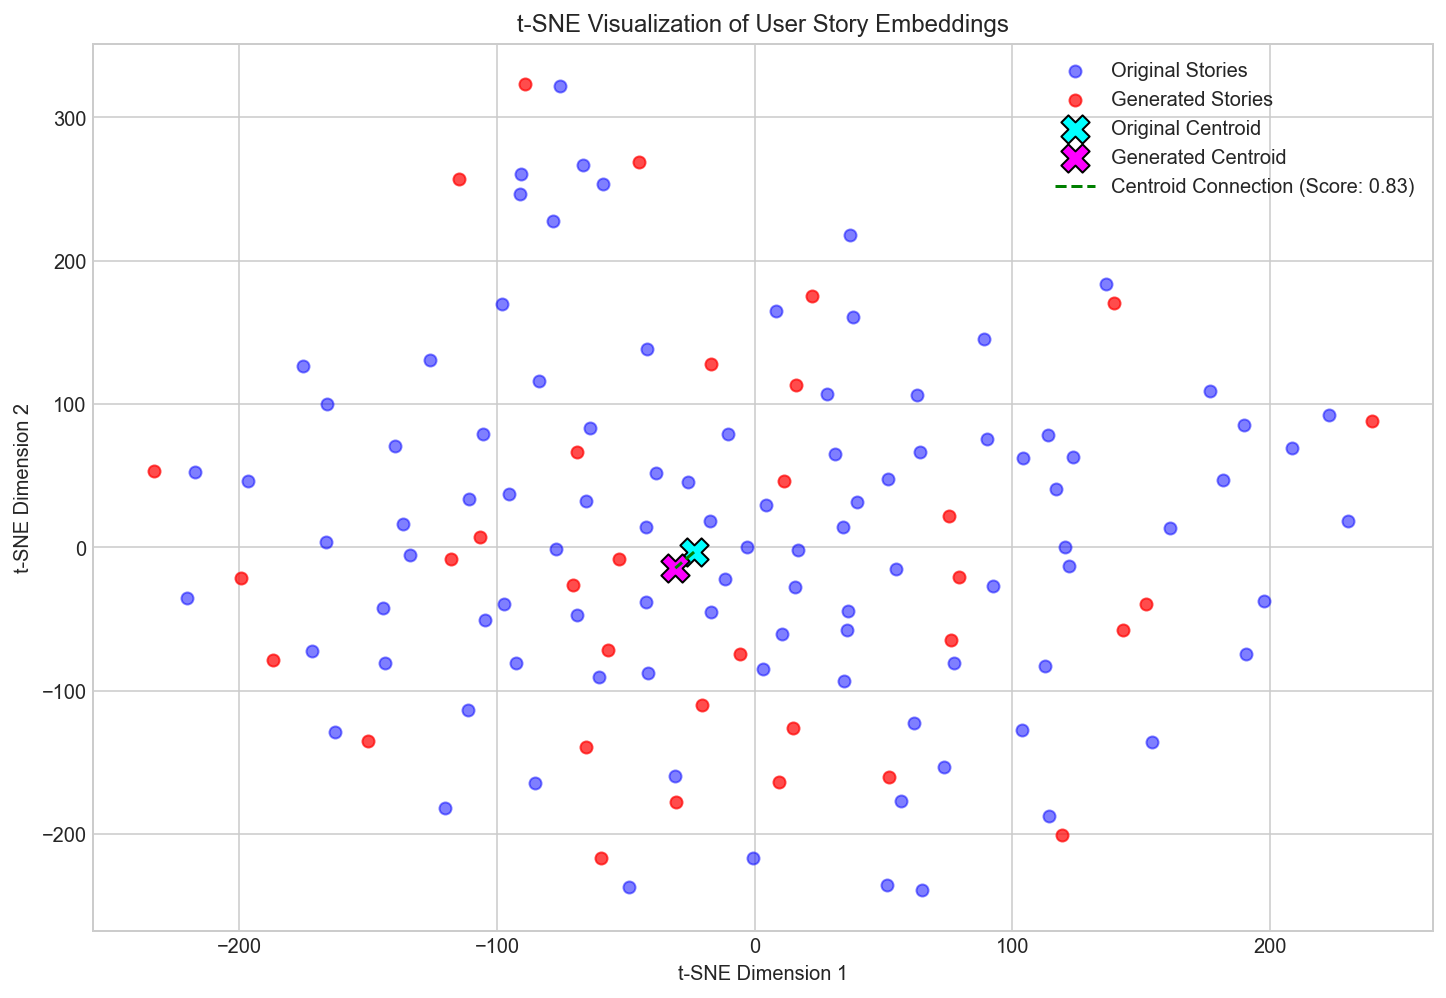 t-SNE Visualization of User Story Embeddings
Original Stories
Generated Stories
Original Centroid
Generated Centroid
Centroid Connection (Score: 0.83)
300
200
100
0
−100
−200
t-SNE Dimension 2
−200
−100
0
100
200
t-SNE Dimension 1